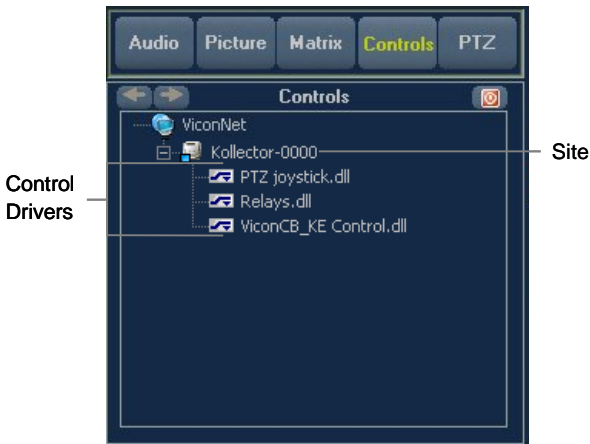 Audio Picture Matrix Controls PTZ
Controls
ViconNet
Kollector-0000
Site
PTZ joystick.dll
Control
Drivers
Relays.dll
ViconCB_KE Control.dll